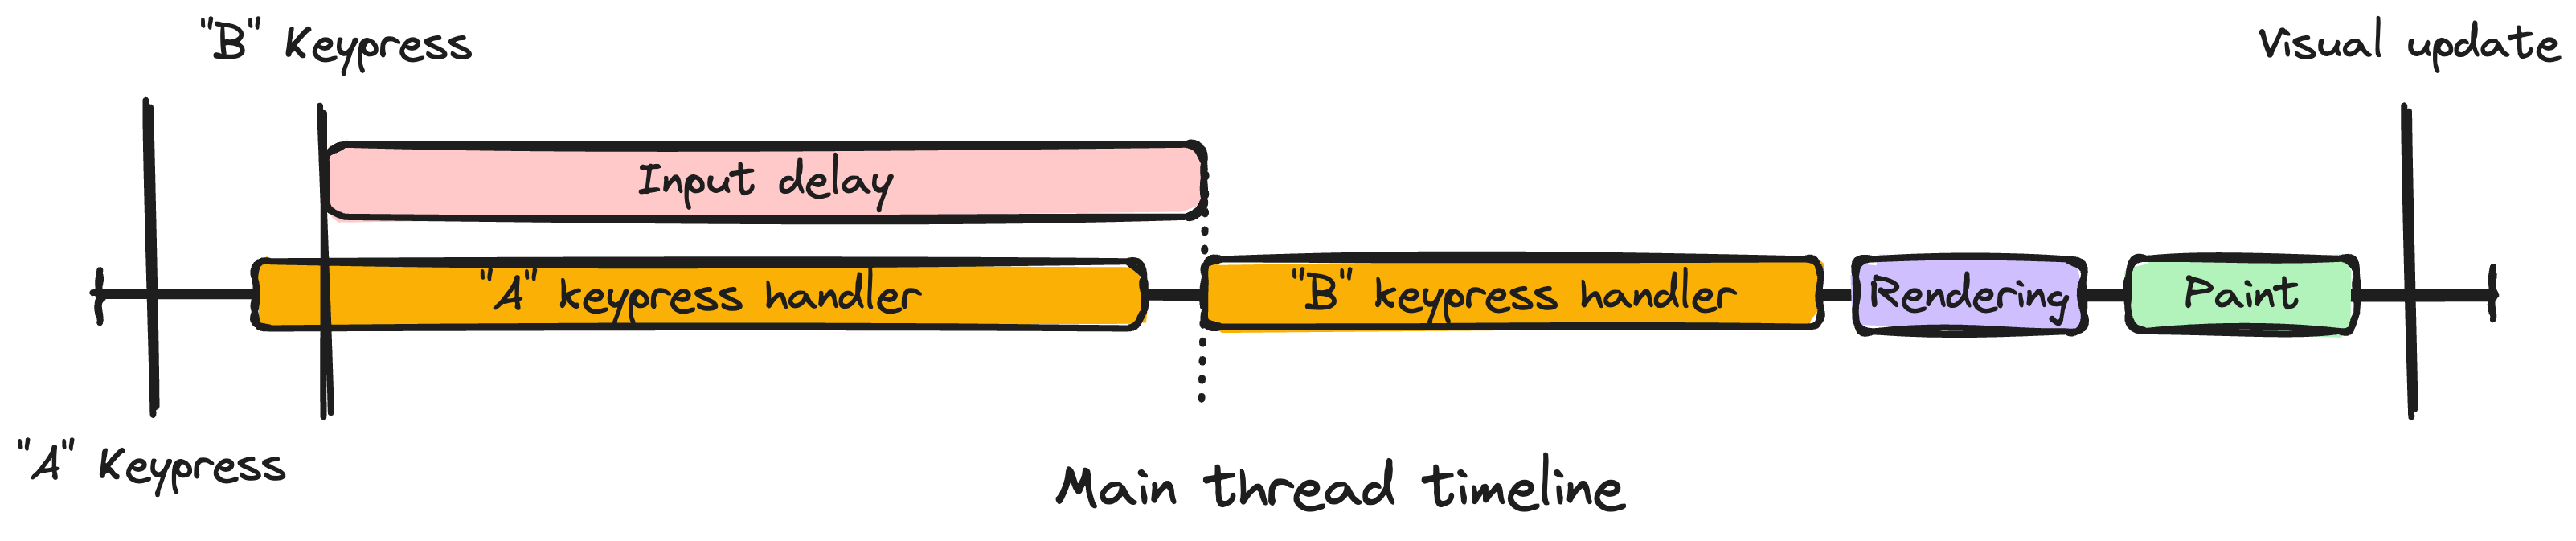 "B" Keypress
Visual update
Input delay
"A" keypress handler
"B" keypress handler
Rendering
Paint
"A" Keypress
Main thread timeline